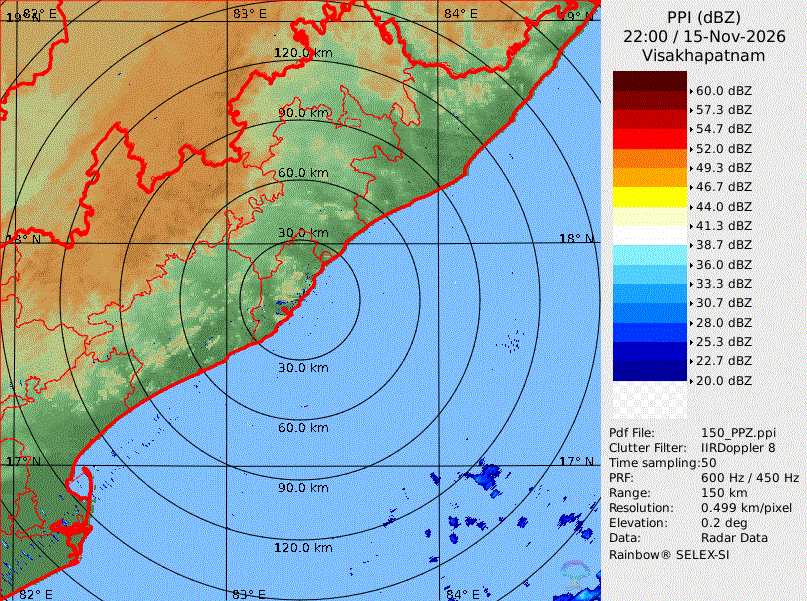 82° E
83° E
84° E
19° N
19° N
120.0 km
90.0 km
60.0 km
30.0 km
18° N
18° N
30.0 km
60.0 km
17° N
17° N
90.0 km
120.0 km
82° E
83° E
84° E
PPI (dBZ)
22:00 / 15-Nov-2026
Visakhapatnam
60.0 dBZ
57.3 dBZ
54.7 dBZ
52.0 dBZ
49.3 dBZ
46.7 dBZ
44.0 dBZ
41.3 dBZ
38.7 dBZ
36.0 dBZ
33.3 dBZ
30.7 dBZ
28.0 dBZ
25.3 dBZ
22.7 dBZ
20.0 dBZ
Pdf File: 150_PPZ.ppi
Clutter Filter: IIRDoppler 8
Time sampling:50
PRF: 600 Hz / 450 Hz
Range: 150 km
Resolution: 0.499 km/pixel
Elevation: 0.2 deg
Data: Radar Data
Rainbow® SELEX-SI